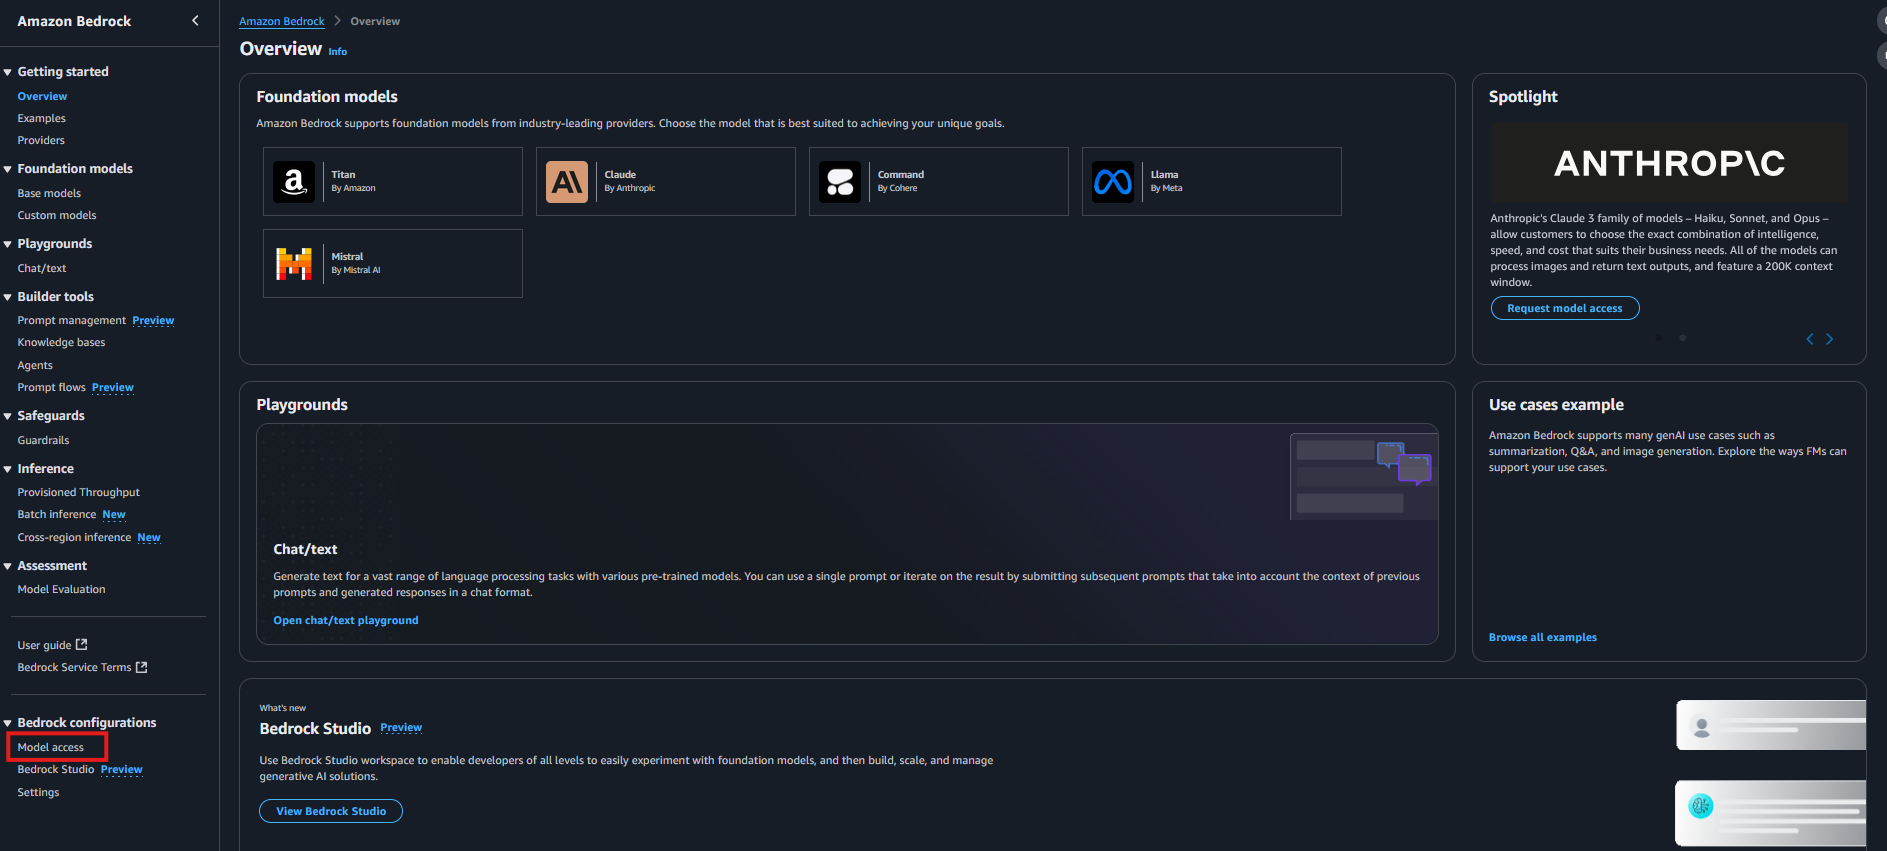 Amazon Bedrock
Getting started
Overview
Examples
Providers
Foundation models
Base models
Custom models
Playgrounds
Chat/text
Builder tools
Prompt management Preview
Knowledge bases
Agents
Prompt flows Preview
Safeguards
Guardrails
Inference
Provisioned Throughput
Batch inference New
Cross-region inference New
Assessment
Model Evaluation
User guide
Bedrock Service Terms
Bedrock configurations
Model access
Bedrock Studio Preview
Settings
Amazon Bedrock > Overview
Overview Info
Foundation models
Amazon Bedrock supports foundation models from industry-leading providers. Choose the model that is best suited to achieving your unique goals.
Titan
By Amazon
Claude
By Anthropic
Command
By Cohere
Llama
By Meta
Mistral
By Mistral AI
Spotlight
ANTHROP\C
Anthropic's Claude 3 family of models – Haiku, Sonnet, and Opus –
allow customers to choose the exact combination of intelligence,
speed, and cost that suits their business needs. All of the models can
process images and return text outputs, and feature a 200K context
window.
Request model access
Playgrounds
Chat/text
Generate text for a vast range of language processing tasks with various pre-trained models. You can use a single prompt or iterate on the result by submitting subsequent prompts that take into account the context of previous
prompts and generated responses in a chat format.
Open chat/text playground
Use cases example
Amazon Bedrock supports many genAI use cases such as
summarization, Q&A, and image generation. Explore the ways FMs can
support your use cases.
Browse all examples
What's new
Bedrock Studio Preview
Use Bedrock Studio workspace to enable developers of all levels to easily experiment with foundation models, and then build, scale, and manage
generative AI solutions.
View Bedrock Studio